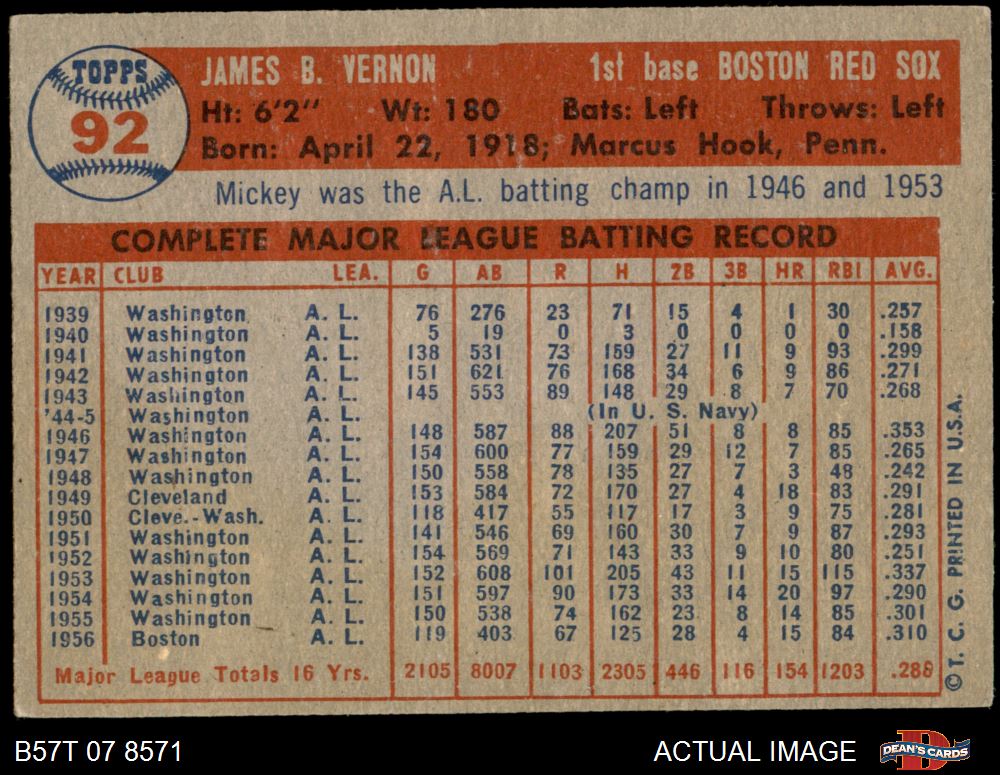 TOPPS
92
JAMES B. VERNON 1st base BOSTON RED SOX
Ht: 6'2" Wt: 180 Bats: Left Throws: Left
Born: April 22, 1918; Marcus Hook, Penn.
Mickey was the A.L. batting champ in 1946 and 1953
COMPLETE MAJOR LEAGUE BATTING RECORD
YEAR CLUB LEA. G AB R H 2B 3B HR RBI AVG.
1939 Washington A. L. 76 276 23 71 15 4 1 30 .257
1940 Washington A. L. 5 19 0 3 0 0 0 0 .158
1941 Washington A. L. 138 531 73 159 27 11 9 93 .299
1942 Washington A. L. 151 621 76 168 34 6 9 86 .271
1943 Washington A. L. 145 553 89 148 29 8 7 70 .268
'44-5 Washington A. L. (In U. S. Navy)
1946 Washington A. L. 148 587 88 207 51 8 8 85 .353
1947 Washington A. L. 154 600 77 159 29 12 7 85 .265
1948 Washington A. L. 150 558 78 135 27 7 3 48 .242
1949 Cleveland A. L. 153 584 72 170 27 4 18 83 .291
1950 Cleve.-Wash. A. L. 118 417 55 117 17 3 9 75 .281
1951 Washington A. L. 141 546 69 160 30 7 9 87 .293
1952 Washington A. L. 154 569 71 143 33 9 10 80 .251
1953 Washington A. L. 152 608 101 205 43 11 15 115 .337
1954 Washington A. L. 151 597 90 173 33 14 20 97 .290
1955 Washington A. L. 150 538 74 162 23 8 14 85 .301
1956 Boston A. L. 119 403 67 125 28 4 15 84 .310
Major League Totals 16 Yrs. 2105 8007 1103 2305 446 116 154 1203 .288
© T. C. G. PRINTED IN U.S.A.
B57T 07 8571 ACTUAL IMAGE
DEAN'S CARDS